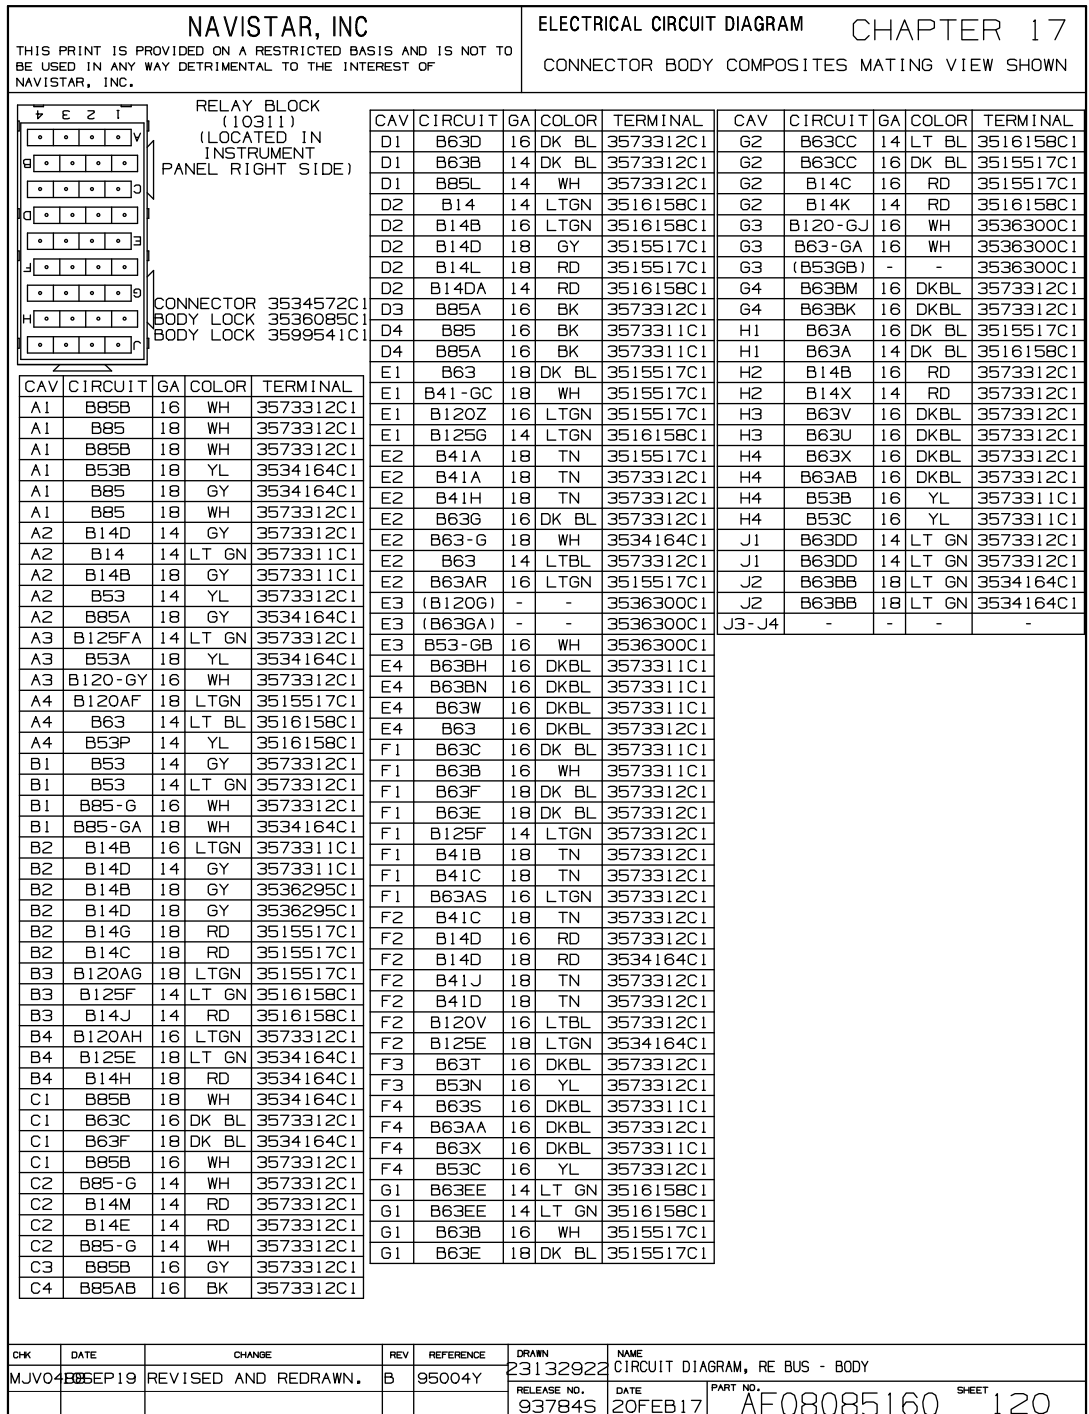 NAVISTAR, INC
THIS PRINT IS PROVIDED ON A RESTRICTED BASIS AND IS NOT TO
BE USED IN ANY WAY DETRIMENTAL TO THE INTEREST OF
NAVISTAR, INC.
ELECTRICAL CIRCUIT DIAGRAM CHAPTER 17
CONNECTOR BODY COMPOSITES MATING VIEW SHOWN
4 3 2 1
A
B
C
D
E
F
G
H
J
RELAY BLOCK
(10311)
(LOCATED IN
INSTRUMENT
PANEL RIGHT SIDE)
CONNECTOR 3534572C1
BODY LOCK 3536085C1
BODY LOCK 3599541C1
CAV CIRCUIT GA COLOR TERMINAL
A1 B85B 16 WH 3573312C1
A1 B85 18 WH 3573312C1
A1 B85B 18 WH 3573312C1
A1 B53B 18 YL 3534164C1
A1 B85 18 GY 3534164C1
A1 B85 18 WH 3573312C1
A2 B14D 14 GY 3573312C1
A2 B14 14 LT GN 3573311C1
A2 B14B 18 GY 3573311C1
A2 B53 14 YL 3573312C1
A2 B85A 18 GY 3534164C1
A3 B125FA 14 LT GN 3573312C1
A3 B53A 18 YL 3534164C1
A3 B120-GY 16 WH 3573312C1
A4 B120AF 18 LTGN 3515517C1
A4 B63 14 LT BL 3516158C1
A4 B53P 14 YL 3516158C1
B1 B53 14 GY 3573312C1
B1 B53 14 LT GN 3573312C1
B1 B85-G 16 WH 3573312C1
B1 B85-GA 18 WH 3534164C1
B2 B14B 16 LTGN 3573311C1
B2 B14D 14 GY 3573311C1
B2 B14B 18 GY 3536295C1
B2 B14D 18 GY 3536295C1
B2 B14G 18 RD 3515517C1
B2 B14C 18 RD 3515517C1
B3 B120AG 18 LTGN 3515517C1
B3 B125F 14 LT GN 3516158C1
B3 B14J 14 RD 3516158C1
B4 B120AH 16 LTGN 3573312C1
B4 B125E 18 LT GN 3534164C1
B4 B14H 18 RD 3534164C1
C1 B85B 18 WH 3534164C1
C1 B63C 16 DK BL 3573312C1
C1 B63F 18 DK BL 3534164C1
C1 B85B 16 WH 3573312C1
C2 B85-G 14 WH 3573312C1
C2 B14M 14 RD 3573312C1
C2 B14E 14 RD 3573312C1
C2 B85-G 14 WH 3573312C1
C3 B85B 16 GY 3573312C1
C4 B85AB 16 BK 3573312C1
CAV CIRCUIT GA COLOR TERMINAL
D1 B63D 16 DK BL 3573312C1
D1 B63B 14 DK BL 3573312C1
D1 B85L 14 WH 3573312C1
D2 B14 14 LTGN 3516158C1
D2 B14B 16 LTGN 3516158C1
D2 B14D 18 GY 3515517C1
D2 B14L 18 RD 3515517C1
D2 B14DA 14 RD 3516158C1
D3 B85A 16 BK 3573312C1
D4 B85 16 BK 3573311C1
D4 B85A 16 BK 3573311C1
E1 B63 18 DK BL 3515517C1
E1 B41-GC 18 WH 3515517C1
E1 B120Z 16 LTGN 3515517C1
E1 B125G 14 LTGN 3516158C1
E2 B41A 18 TN 3515517C1
E2 B41A 18 TN 3573312C1
E2 B41H 18 TN 3573312C1
E2 B63G 16 DK BL 3573312C1
E2 B63-G 18 WH 3534164C1
E2 B63 14 LTBL 3573312C1
E2 B63AR 16 LTGN 3515517C1
E3 (B120G) - - 3536300C1
E3 (B63GA) - - 3536300C1
E3 B53-GB 16 WH 3536300C1
E4 B63BH 16 DKBL 3573311C1
E4 B63BN 16 DKBL 3573311C1
E4 B63W 16 DKBL 3573311C1
E4 B63 16 DKBL 3573312C1
F1 B63C 16 DK BL 3573311C1
F1 B63B 16 WH 3573311C1
F1 B63F 18 DK BL 3573312C1
F1 B63E 18 DK BL 3573312C1
F1 B125F 14 LTGN 3573312C1
F1 B41B 18 TN 3573312C1
F1 B41C 18 TN 3573312C1
F1 B63AS 16 LTGN 3573312C1
F2 B41C 18 TN 3573312C1
F2 B14D 16 RD 3573312C1
F2 B14D 18 RD 3534164C1
F2 B41J 18 TN 3573312C1
F2 B41D 18 TN 3573312C1
F2 B120V 16 LTBL 3573312C1
F2 B125E 18 LTGN 3534164C1
F3 B63T 16 DKBL 3573312C1
F3 B53N 16 YL 3573312C1
F4 B63S 16 DKBL 3573311C1
F4 B63AA 16 DKBL 3573312C1
F4 B63X 16 DKBL 3573311C1
F4 B53C 16 YL 3573312C1
G1 B63EE 14 LT GN 3516158C1
G1 B63EE 14 LT GN 3516158C1
G1 B63B 16 WH 3515517C1
G1 B63E 18 DK BL 3515517C1
CAV CIRCUIT GA COLOR TERMINAL
G2 B63CC 14 LT BL 3516158C1
G2 B63CC 16 DK BL 3515517C1
G2 B14C 16 RD 3515517C1
G2 B14K 14 RD 3516158C1
G3 B120-GJ 16 WH 3536300C1
G3 B63-GA 16 WH 3536300C1
G3 (B53GB) - - 3536300C1
G4 B63BM 16 DKBL 3573312C1
G4 B63BK 16 DKBL 3573312C1
H1 B63A 16 DK BL 3515517C1
H1 B63A 14 DK BL 3516158C1
H2 B14B 16 RD 3573312C1
H2 B14X 14 RD 3573312C1
H3 B63V 16 DKBL 3573312C1
H3 B63U 16 DKBL 3573312C1
H4 B63X 16 DKBL 3573312C1
H4 B63AB 16 DKBL 3573312C1
H4 B53B 16 YL 3573311C1
H4 B53C 16 YL 3573311C1
J1 B63DD 14 LT GN 3573312C1
J1 B63DD 14 LT GN 3573312C1
J2 B63BB 18 LT GN 3534164C1
J2 B63BB 18 LT GN 3534164C1
J3-J4 - - - -
CHK DATE CHANGE REV REFERENCE
REVISED AND REDRAWN. B 95004Y
DRAWN 23132922
NAME CIRCUIT DIAGRAM, RE BUS - BODY
RELEASE NO. 93784S
DATE 20FEB17
PART NO. AF08085160
SHEET 120